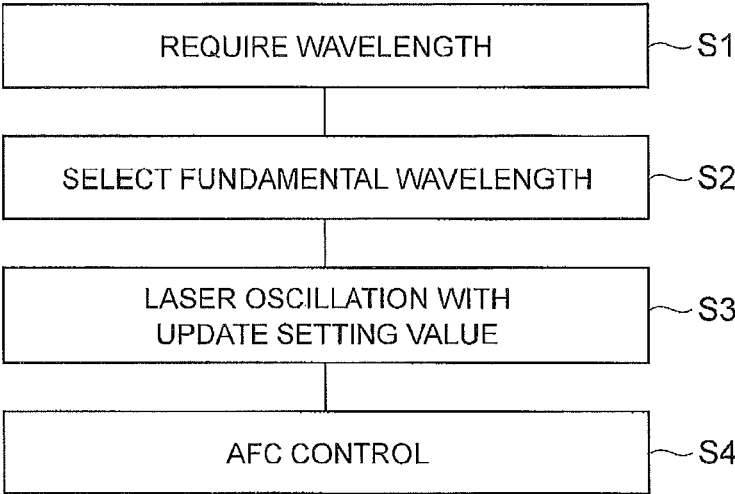 REQUIRE WAVELENGTH S1
SELECT FUNDAMENTAL WAVELENGTH S2
LASER OSCILLATION WITH
UPDATE SETTING VALUE S3
AFC CONTROL S4